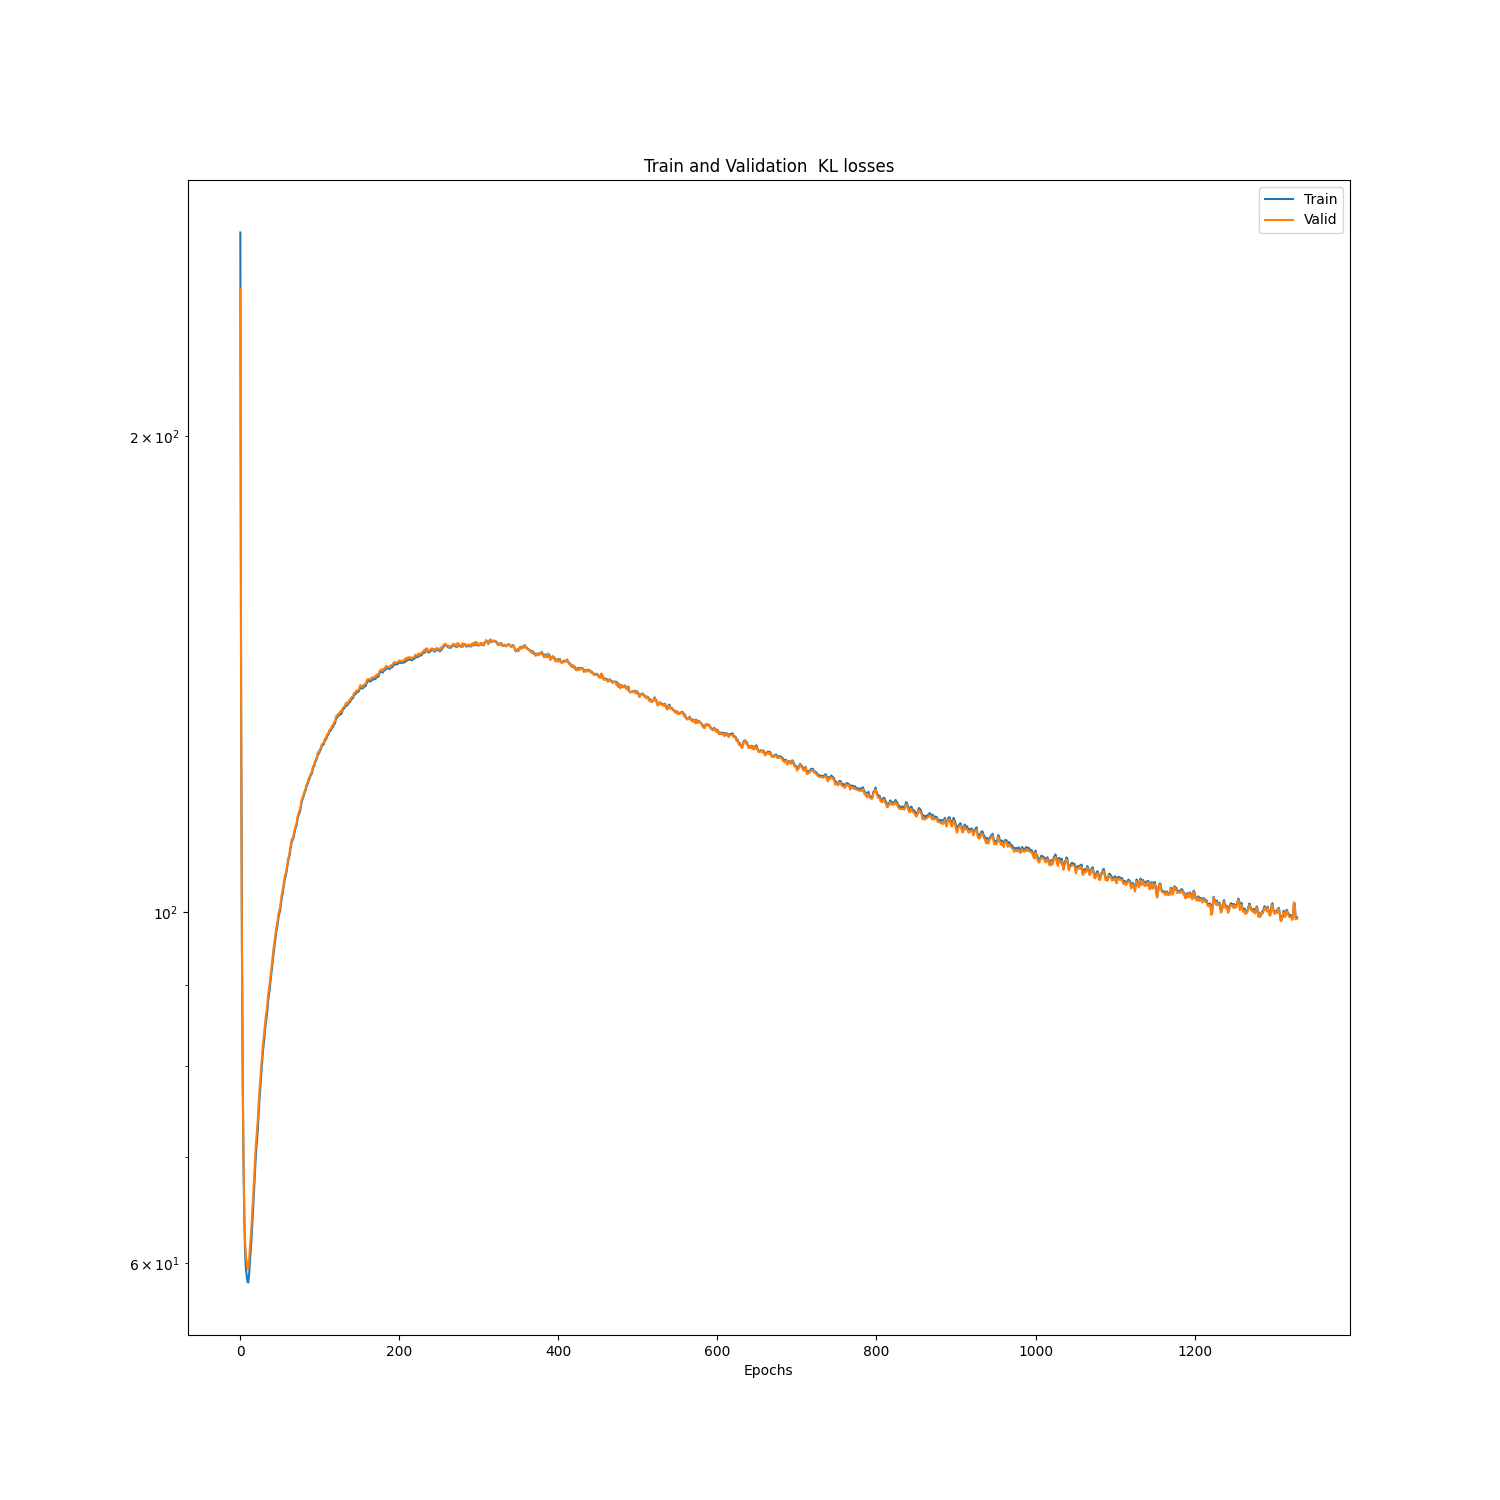 Train and Validation  KL losses
Train
Valid
2 × 10²
10²
6 × 10¹
0 200 400 600 800 1000 1200
Epochs